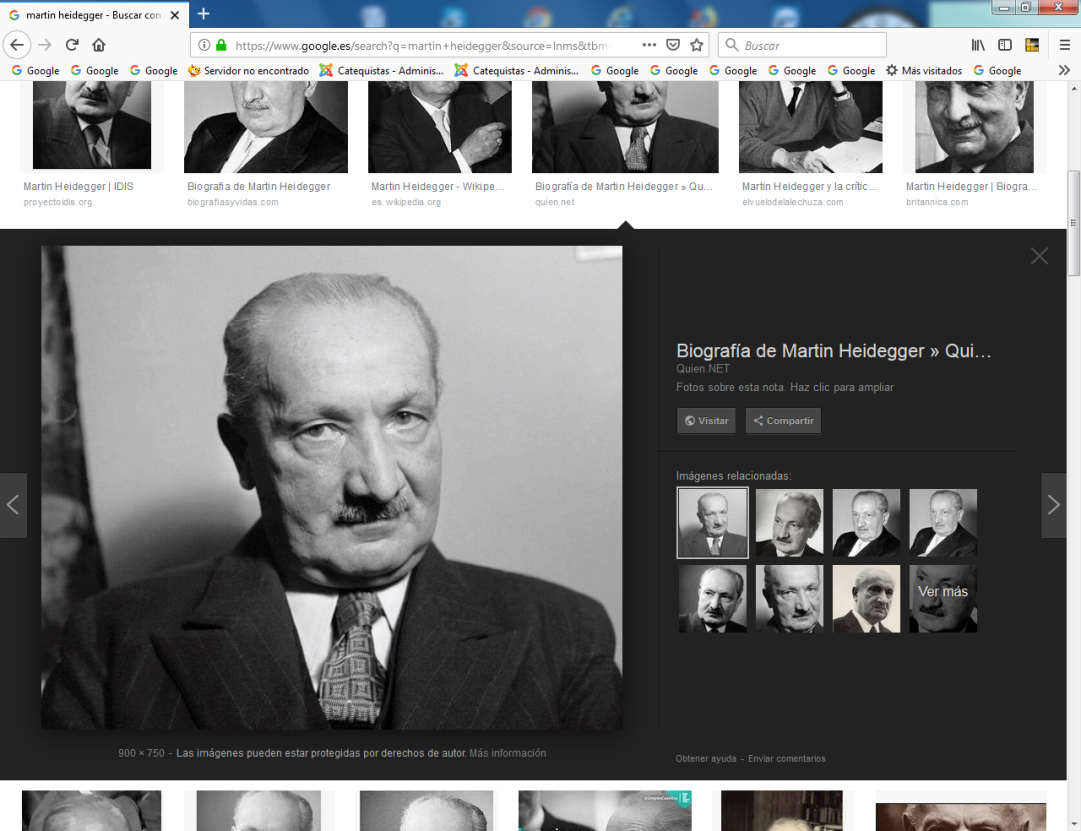 martin heidegger - Buscar con
https://www.google.es/search?q=martin+heidegger&source=lnms&tbm
Buscar
Google
Google
Google
Servidor no encontrado
Catequistas - Adminis...
Catequistas - Adminis...
Google
Google
Google
Google
Google
Más visitados
Google
Martin Heidegger | IDIS
proyectoidis.org
Biografia de Martin Heidegger
biografiasyvidas.com
Martin Heidegger - Wikipe...
es.wikipedia.org
Biografía de Martin Heidegger » Qu...
quien.net
Martin Heidegger y la crític...
elvuelodelalechuza.com
Martin Heidegger | Biogra...
britannica.com
Biografía de Martin Heidegger » Qui...
Quien.NET
Fotos sobre esta nota. Haz clic para ampliar
Visitar
Compartir
Imágenes relacionadas:
Ver más
900 × 750 - Las imágenes pueden estar protegidas por derechos de autor. Más información
Obtener ayuda - Enviar comentarios